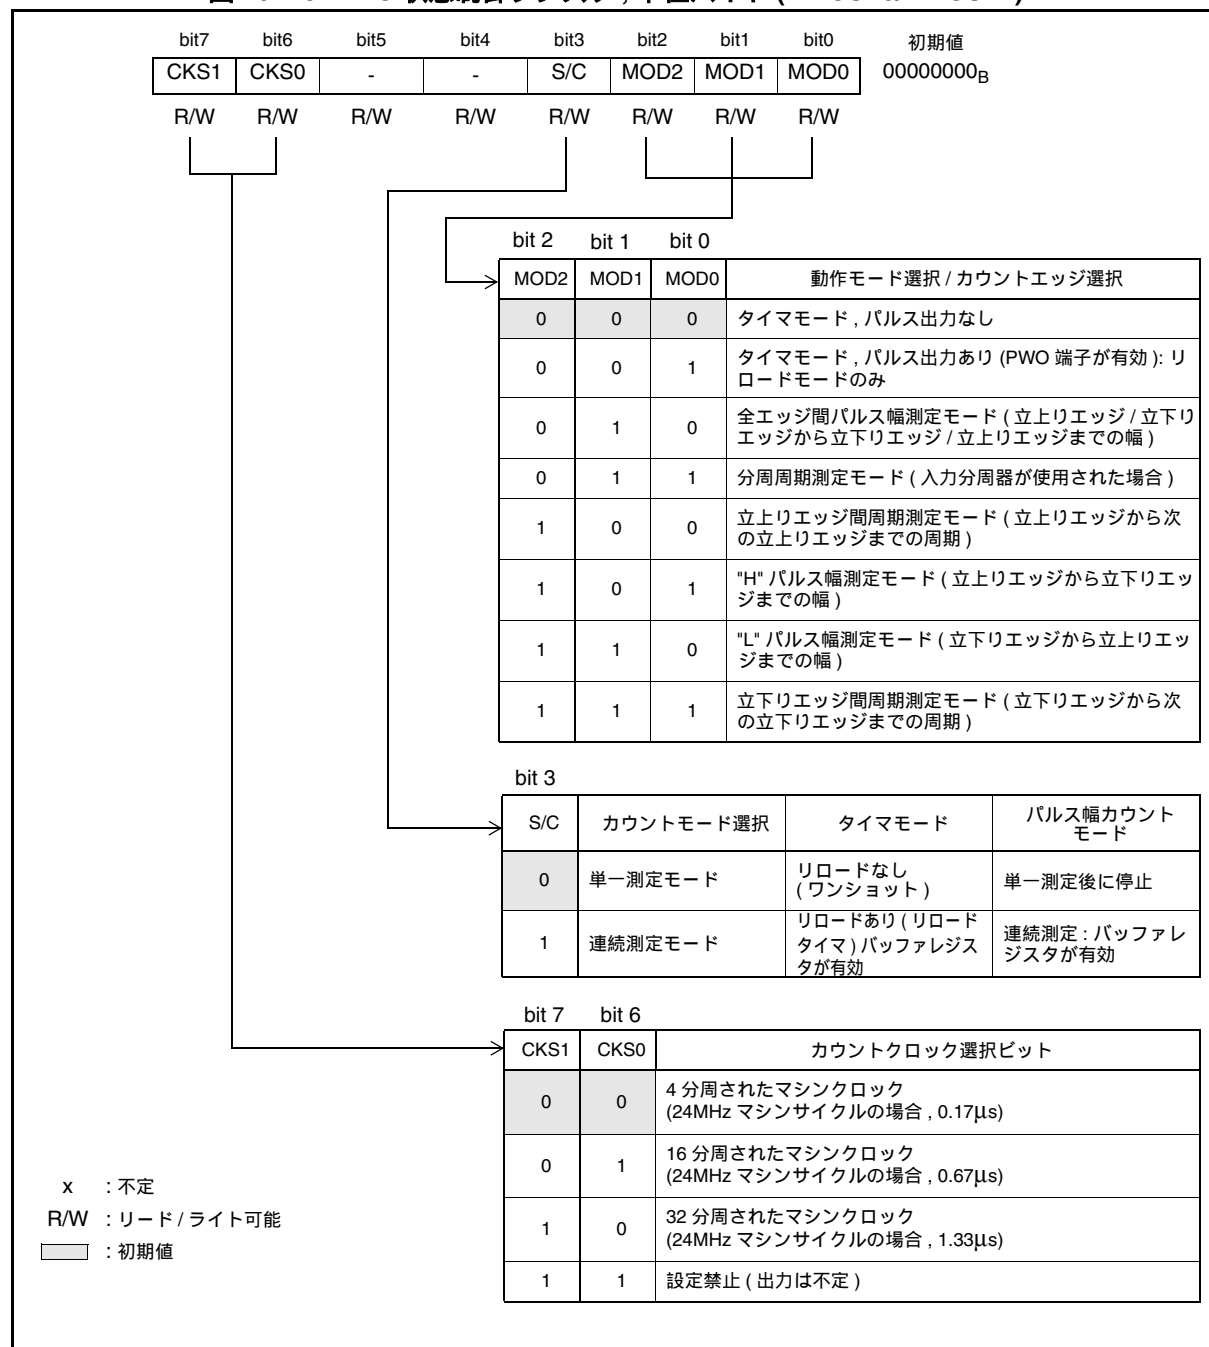 bit7 bit6 bit5 bit4 bit3 bit2 bit1 bit0 初期値
CKS1 CKS0 - - S/C MOD2 MOD1 MOD0 00000000B
R/W R/W R/W R/W R/W R/W R/W R/W
bit 2 bit 1 bit 0
MOD2 MOD1 MOD0 動作モード選択 / カウントエッジ選択
0 0 0 タイマモード , パルス出力なし
0 0 1 タイマモード , パルス出力あり (PWO 端子が有効 ): リ
ロードモードのみ
0 1 0 全エッジ間パルス幅測定モード ( 立上りエッジ / 立下り
エッジから立下りエッジ / 立上りエッジまでの幅 )
0 1 1 分周周期測定モード ( 入力分周器が使用された場合 )
1 0 0 立上りエッジ間周期測定モード ( 立上りエッジから次
の立上りエッジまでの周期 )
1 0 1 "H" パルス幅測定モード ( 立上りエッジから立下りエッ
ジまでの幅 )
1 1 0 "L" パルス幅測定モード ( 立下りエッジから立上りエッ
ジまでの幅 )
1 1 1 立下りエッジ間周期測定モード ( 立下りエッジから次
の立下りエッジまでの周期 )
bit 3
S/C カウントモード選択 タイマモード パルス幅カウント
モード
0 単一測定モード リロードなし
( ワンショット ) 単一測定後に停止
1 連続測定モード リロードあり ( リロード
タイマ ) バッファレジス
タが有効 連続測定 : バッファレ
ジスタが有効
bit 7 bit 6
CKS1 CKS0 カウントクロック選択ビット
0 0 4 分周されたマシンクロック
(24MHz マシンサイクルの場合 , 0.17μs)
0 1 16 分周されたマシンクロック
(24MHz マシンサイクルの場合 , 0.67μs)
1 0 32 分周されたマシンクロック
(24MHz マシンサイクルの場合 , 1.33μs)
1 1 設定禁止 ( 出力は不定 )
x : 不定
R/W : リード / ライト可能
: 初期値